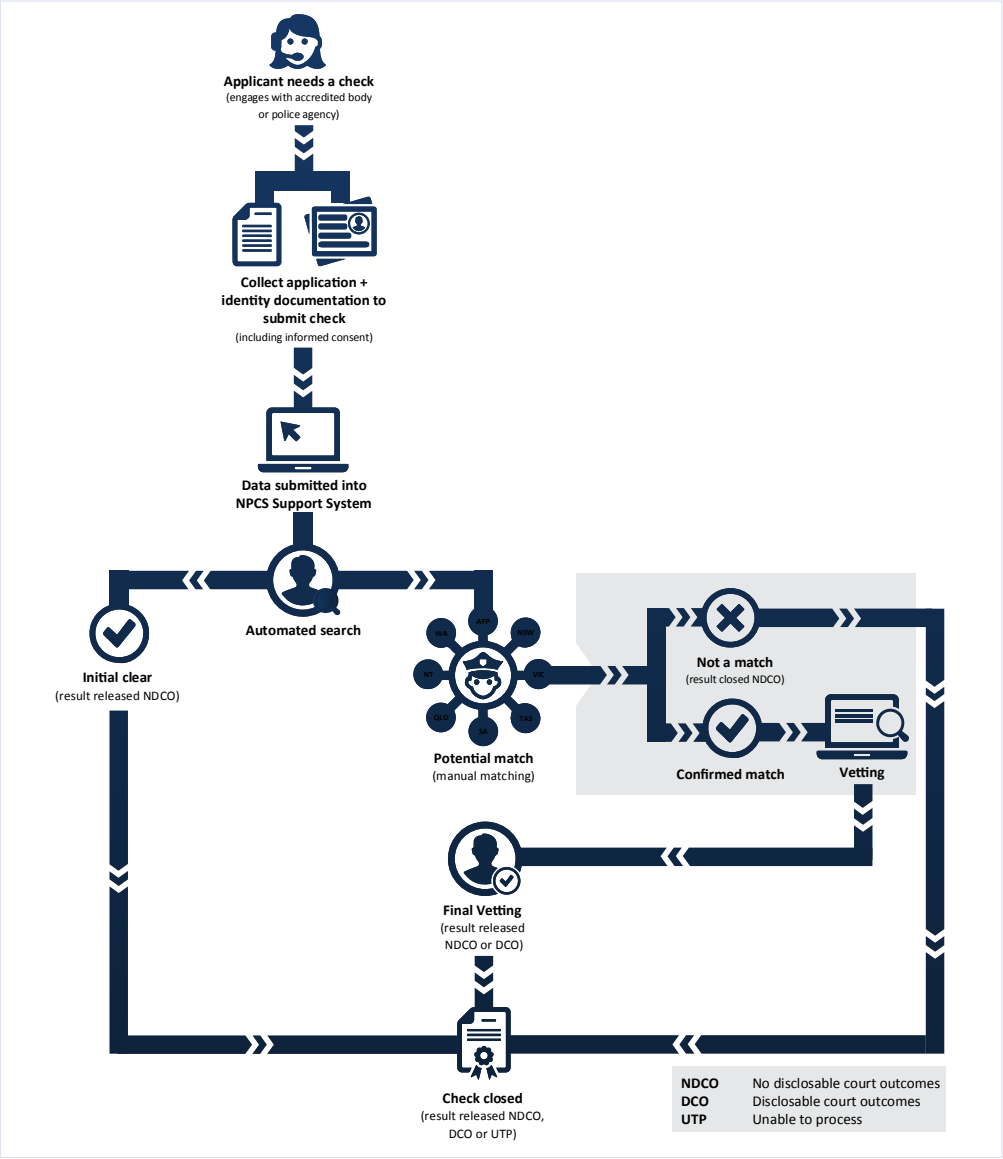 Applicant needs a check
(engages with accredited body
or police agency)
Collect application +
identity documentation to
submit check
(including informed consent)
Data submitted into
NPCS Support System
Automated search
Initial clear
(result released NDCO)
AFP
WA
NSW
NT
VIC
QLD
TAS
SA
Potential match
(manual matching)
Not a match
(result closed NDCO)
Confirmed match
Vetting
Final Vetting
(result released
NDCO or DCO)
Check closed
(result released NDCO,
DCO or UTP)
NDCO No disclosable court outcomes
DCO Disclosable court outcomes
UTP Unable to process